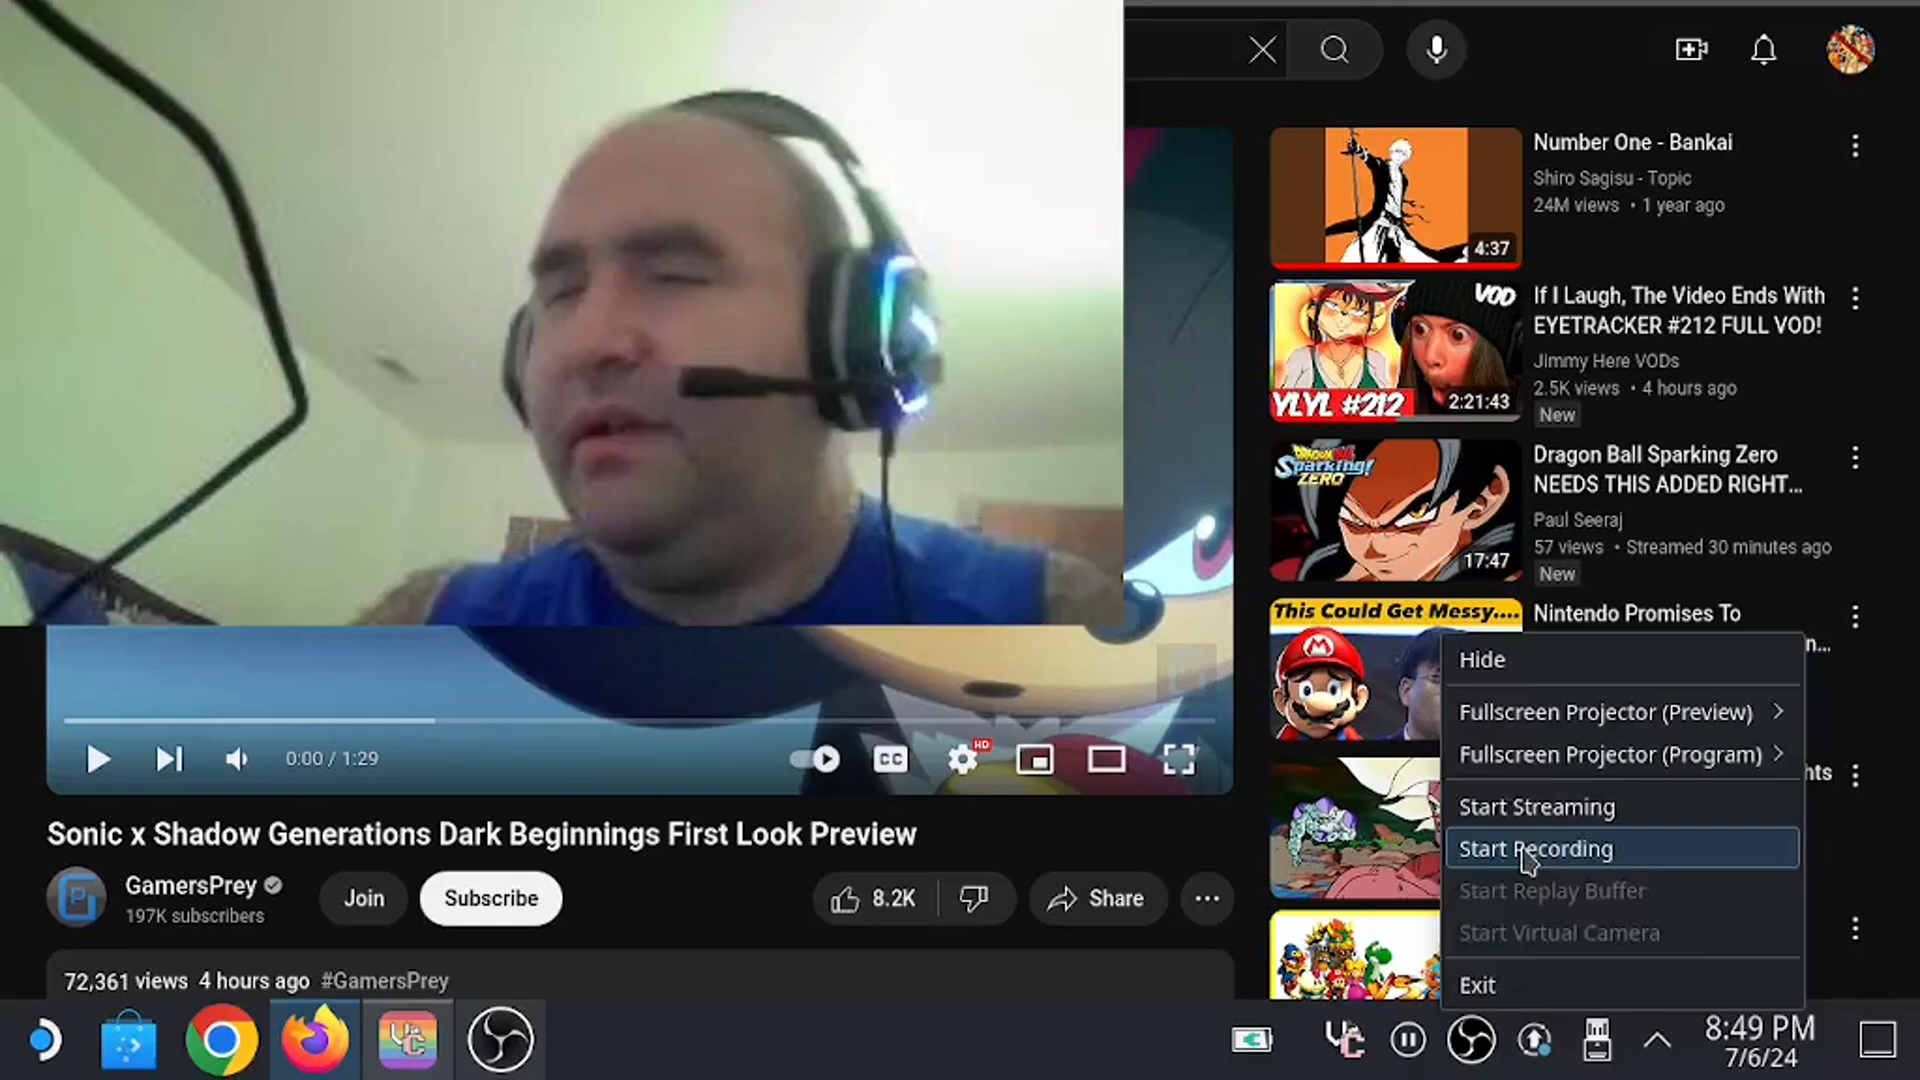 Number One - Bankai
Shiro Sagisu - Topic
24M views • 1 year ago
4:37
VOD
YLYL #212
2:21:43
If I Laugh, The Video Ends With
EYETRACKER #212 FULL VOD!
Jimmy Here VODs
2.5K views • 4 hours ago
New
Sparking!
ZERO
17:47
Dragon Ball Sparking Zero
NEEDS THIS ADDED RIGHT...
Paul Seeraj
57 views • Streamed 30 minutes ago
New
This Could Get Messy....
Nintendo Promises To
n...
hts
Hide
Fullscreen Projector (Preview)
Fullscreen Projector (Program)
Start Streaming
Start Recording
Start Replay Buffer
Start Virtual Camera
Exit
0:00 / 1:29
CC
HD
Sonic x Shadow Generations Dark Beginnings First Look Preview
GamersPrey
197K subscribers
Join
Subscribe
8.2K
Share
72,361 views 4 hours ago #GamersPrey
8:49 PM
7/6/24